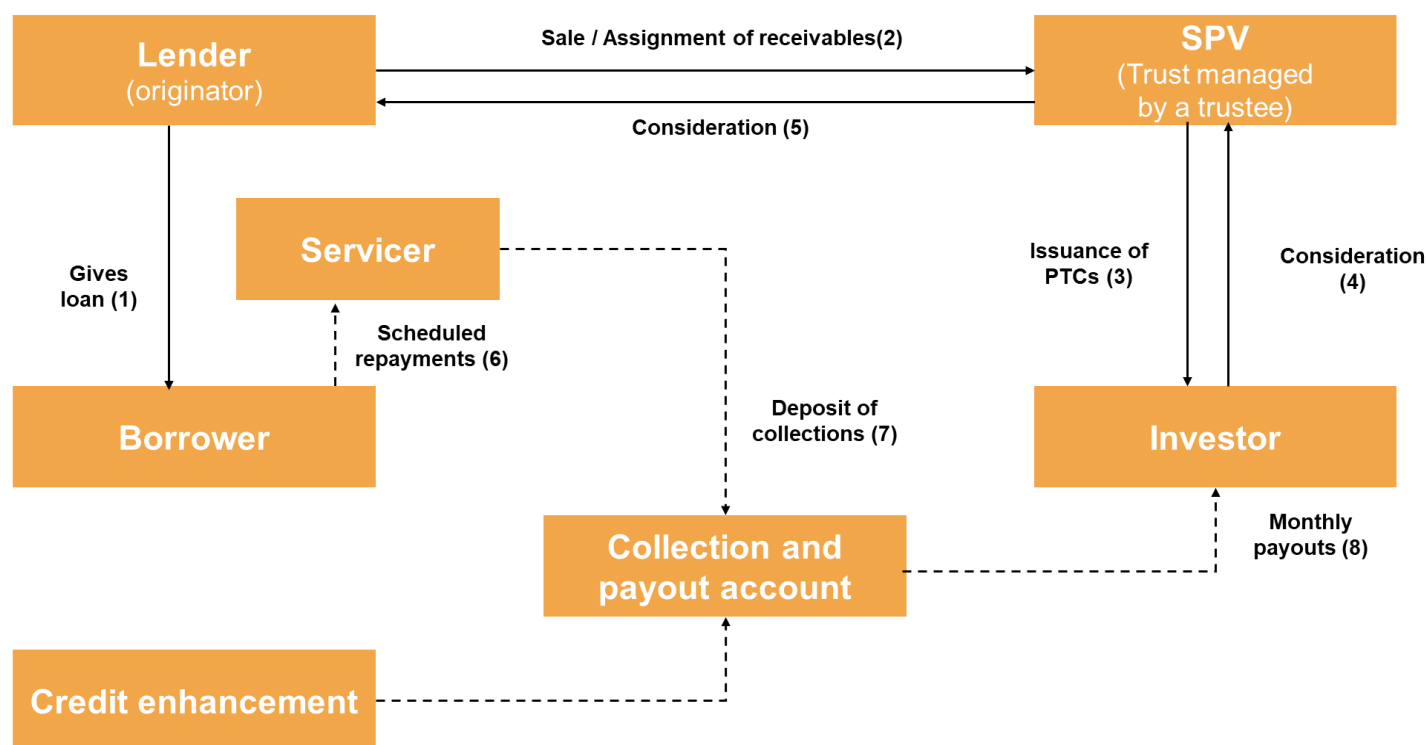 Lender
(originator)
Sale / Assignment of receivables(2)
SPV
(Trust managed
by a trustee)
Consideration (5)
Gives
loan (1)
Servicer
Scheduled
repayments (6)
Issuance of
PTCs (3)
Consideration
(4)
Borrower
Deposit of
collections (7)
Investor
Collection and
payout account
Monthly
payouts (8)
Credit enhancement